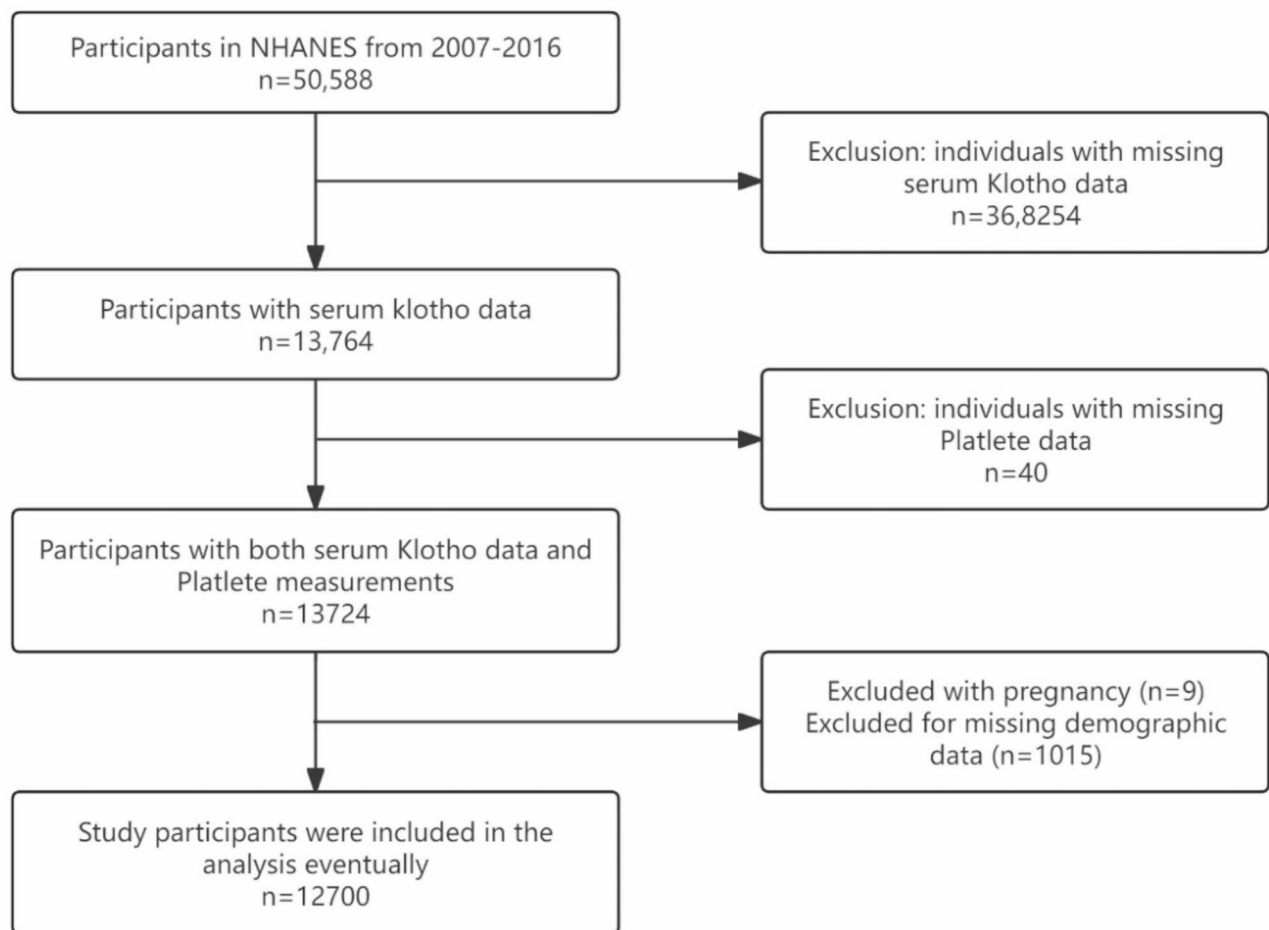 Participants in NHANES from 2007-2016
n=50,588
Exclusion: individuals with missing
serum Klotho data
n=36,8254
Participants with serum klotho data
n=13,764
Exclusion: individuals with missing
Platlete data
n=40
Participants with both serum Klotho data and
Platlete measurements
n=13724
Excluded with pregnancy (n=9)
Excluded for missing demographic
data (n=1015)
Study participants were included in the
analysis eventually
n=12700